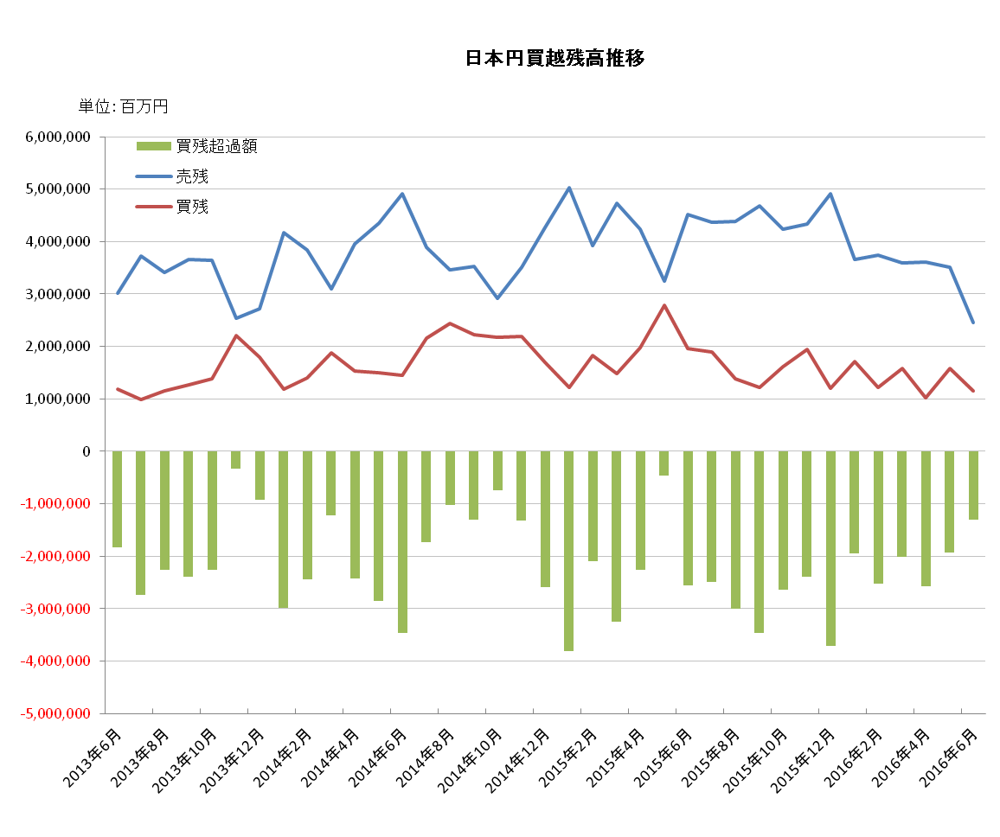 日本円買越残高推移
単位: 百万円
6,000,000
5,000,000
4,000,000
3,000,000
2,000,000
1,000,000
0
-1,000,000
-2,000,000
-3,000,000
-4,000,000
-5,000,000
買残超過額
売残
買残
2013年6月
2013年8月
2013年10月
2013年12月
2014年2月
2014年4月
2014年6月
2014年8月
2014年10月
2014年12月
2015年2月
2015年4月
2015年6月
2015年8月
2015年10月
2015年12月
2016年2月
2016年4月
2016年6月